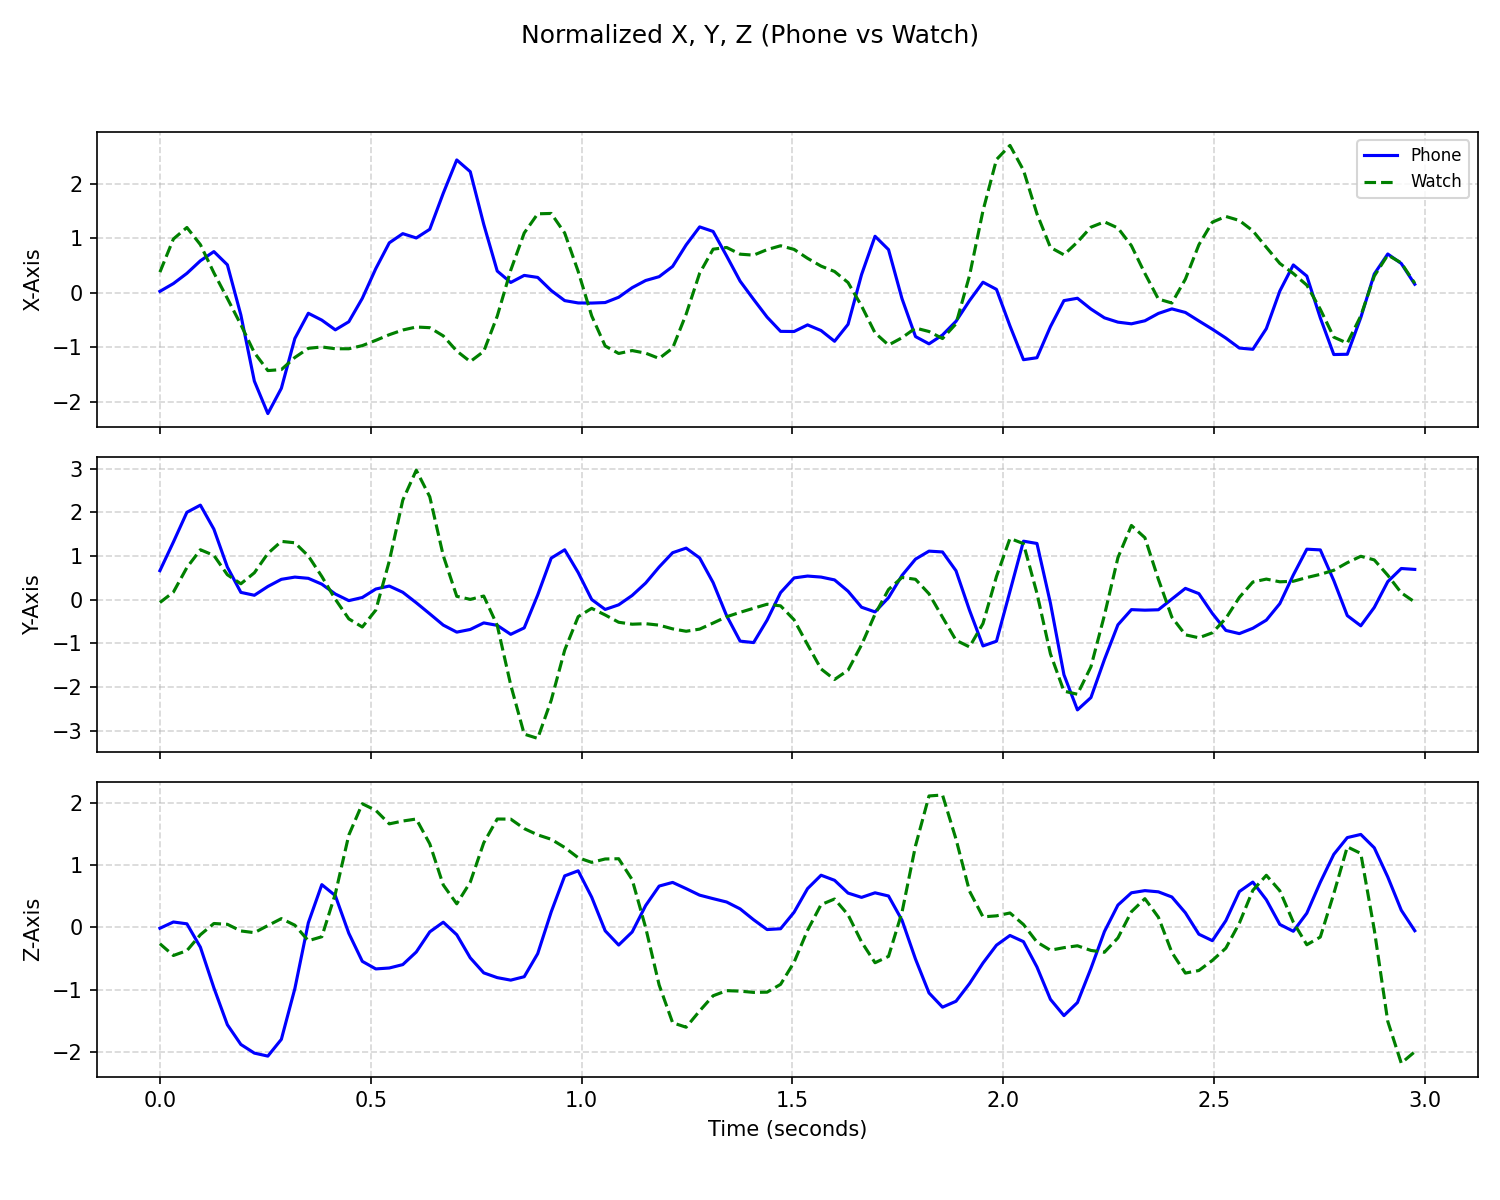 Normalized X, Y, Z (Phone vs Watch)
Phone
Watch
X-Axis
2
1
0
−1
−2
Y-Axis
3
2
1
0
−1
−2
−3
Z-Axis
2
1
0
−1
−2
0.0 0.5 1.0 1.5 2.0 2.5 3.0
Time (seconds)